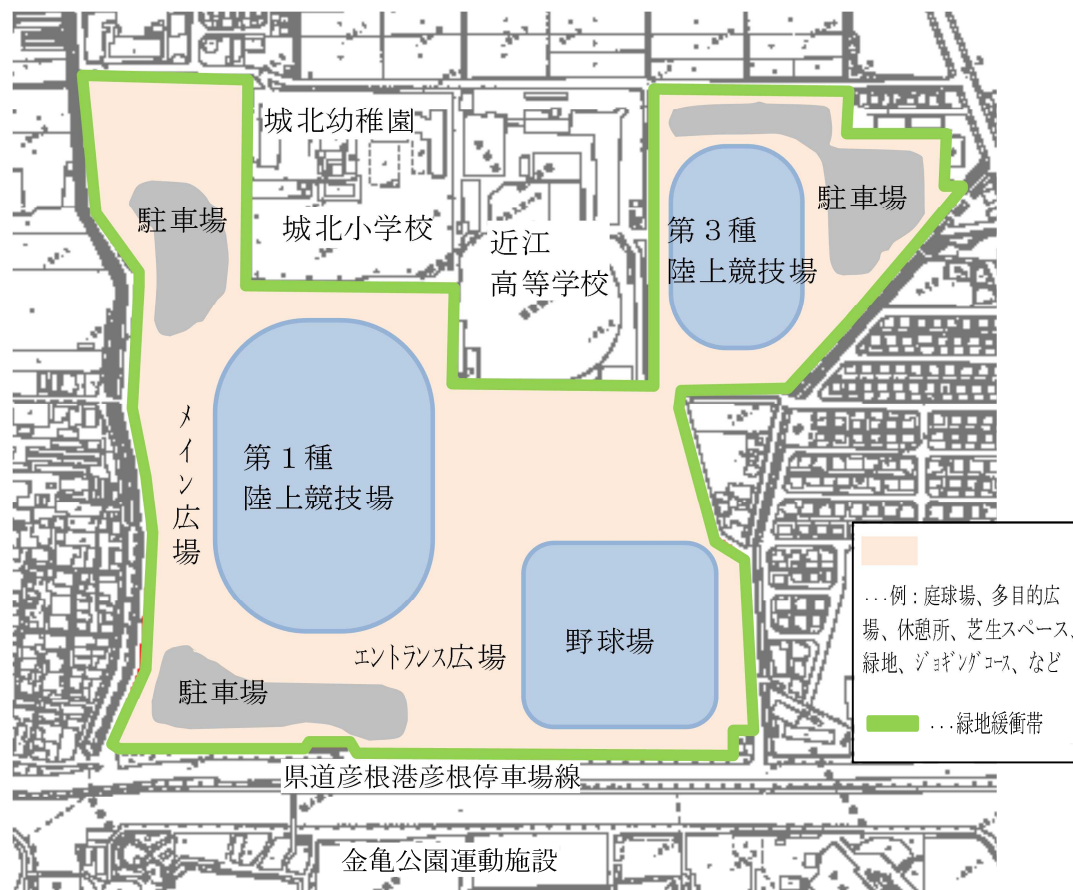 城北幼稚園
城北小学校
近江
高等学校
駐車場
駐車場
第３種
陸上競技場
メイン広場
第１種
陸上競技場
エントランス広場
野球場
駐車場
...例：庭球場、多目的広
場、休憩所、芝生スペース、
緑地、ジョギングコース、など
...緑地緩衝帯
県道彦根港彦根停車場線
金亀公園運動施設